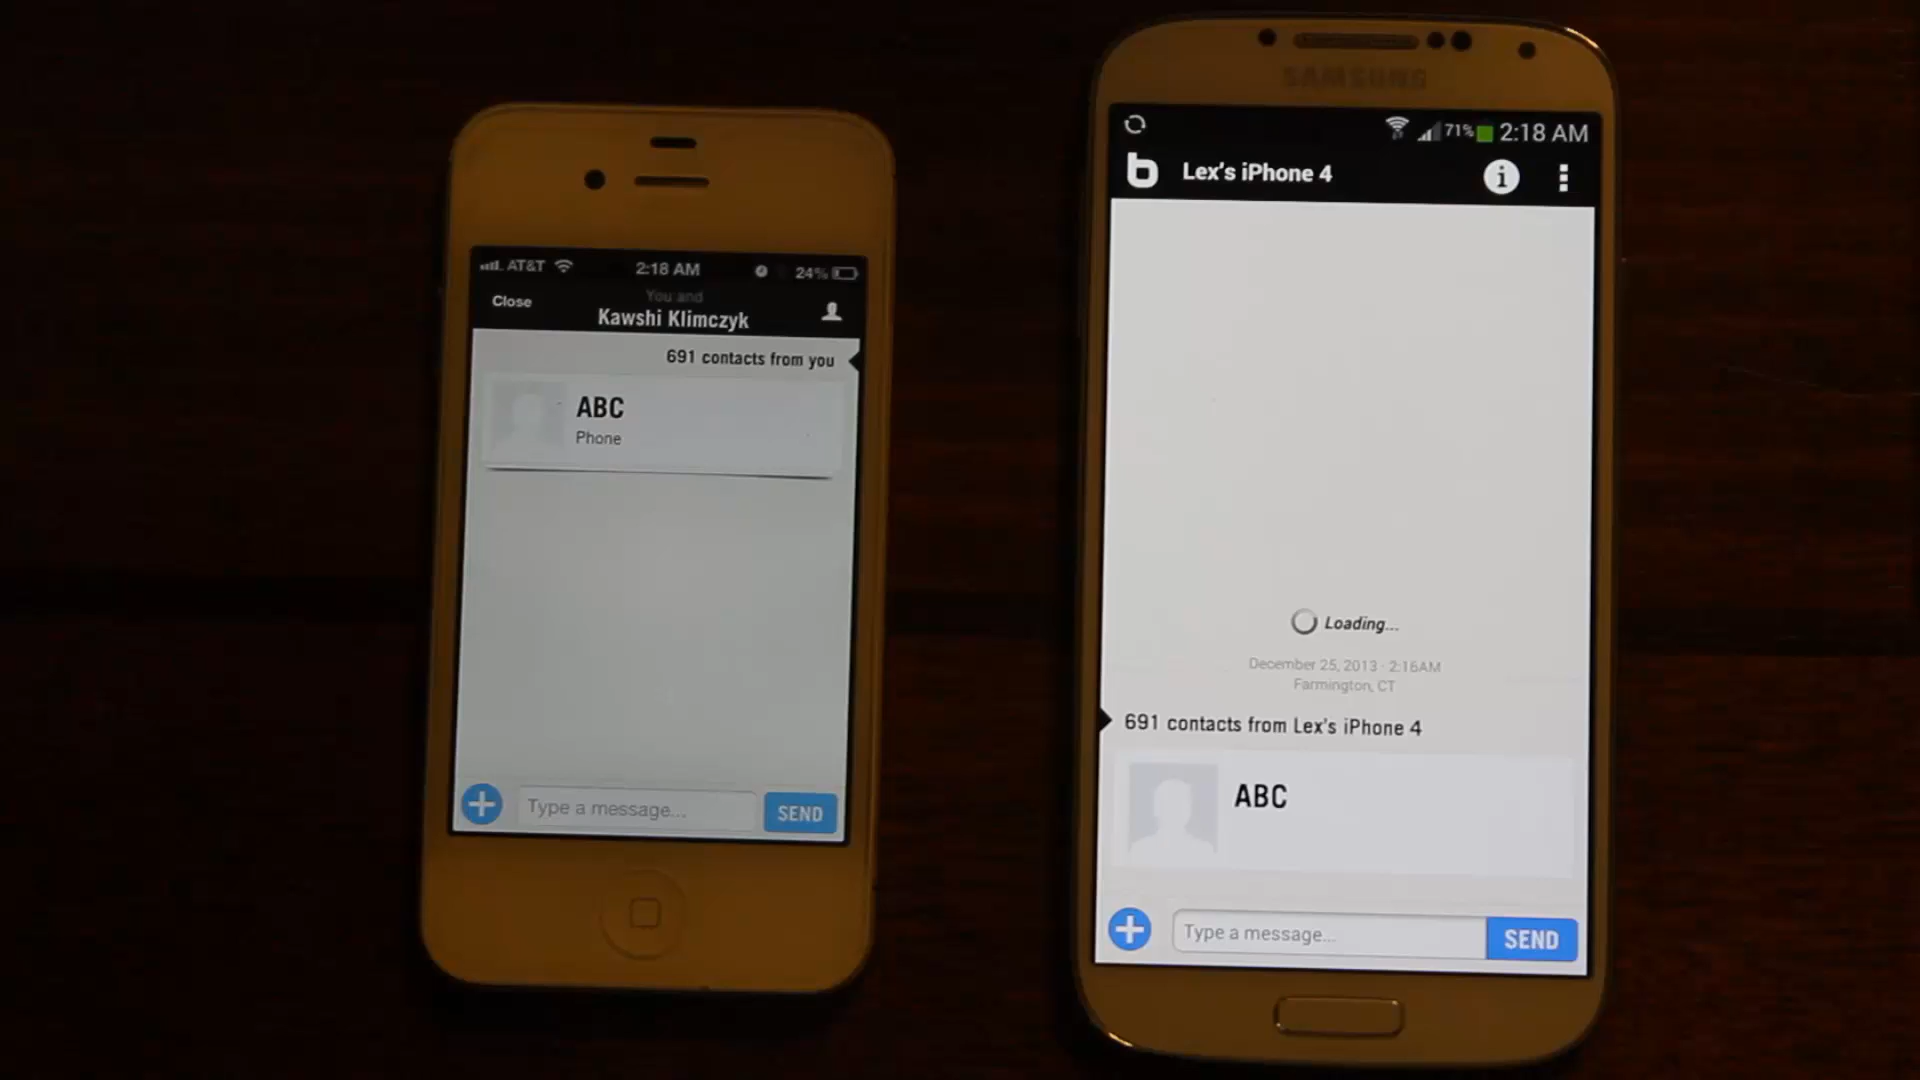 AT&T 2:18 AM 24%
Close
You and
Kawshi Klimczyk
691 contacts from you
ABC
Phone
Type a message...
SEND
SAMSUNG
71% 2:18 AM
b Lex's iPhone 4
Loading...
December 25, 2013 · 2:16AM
Farmington, CT
691 contacts from Lex's iPhone 4
ABC
Type a message...
SEND